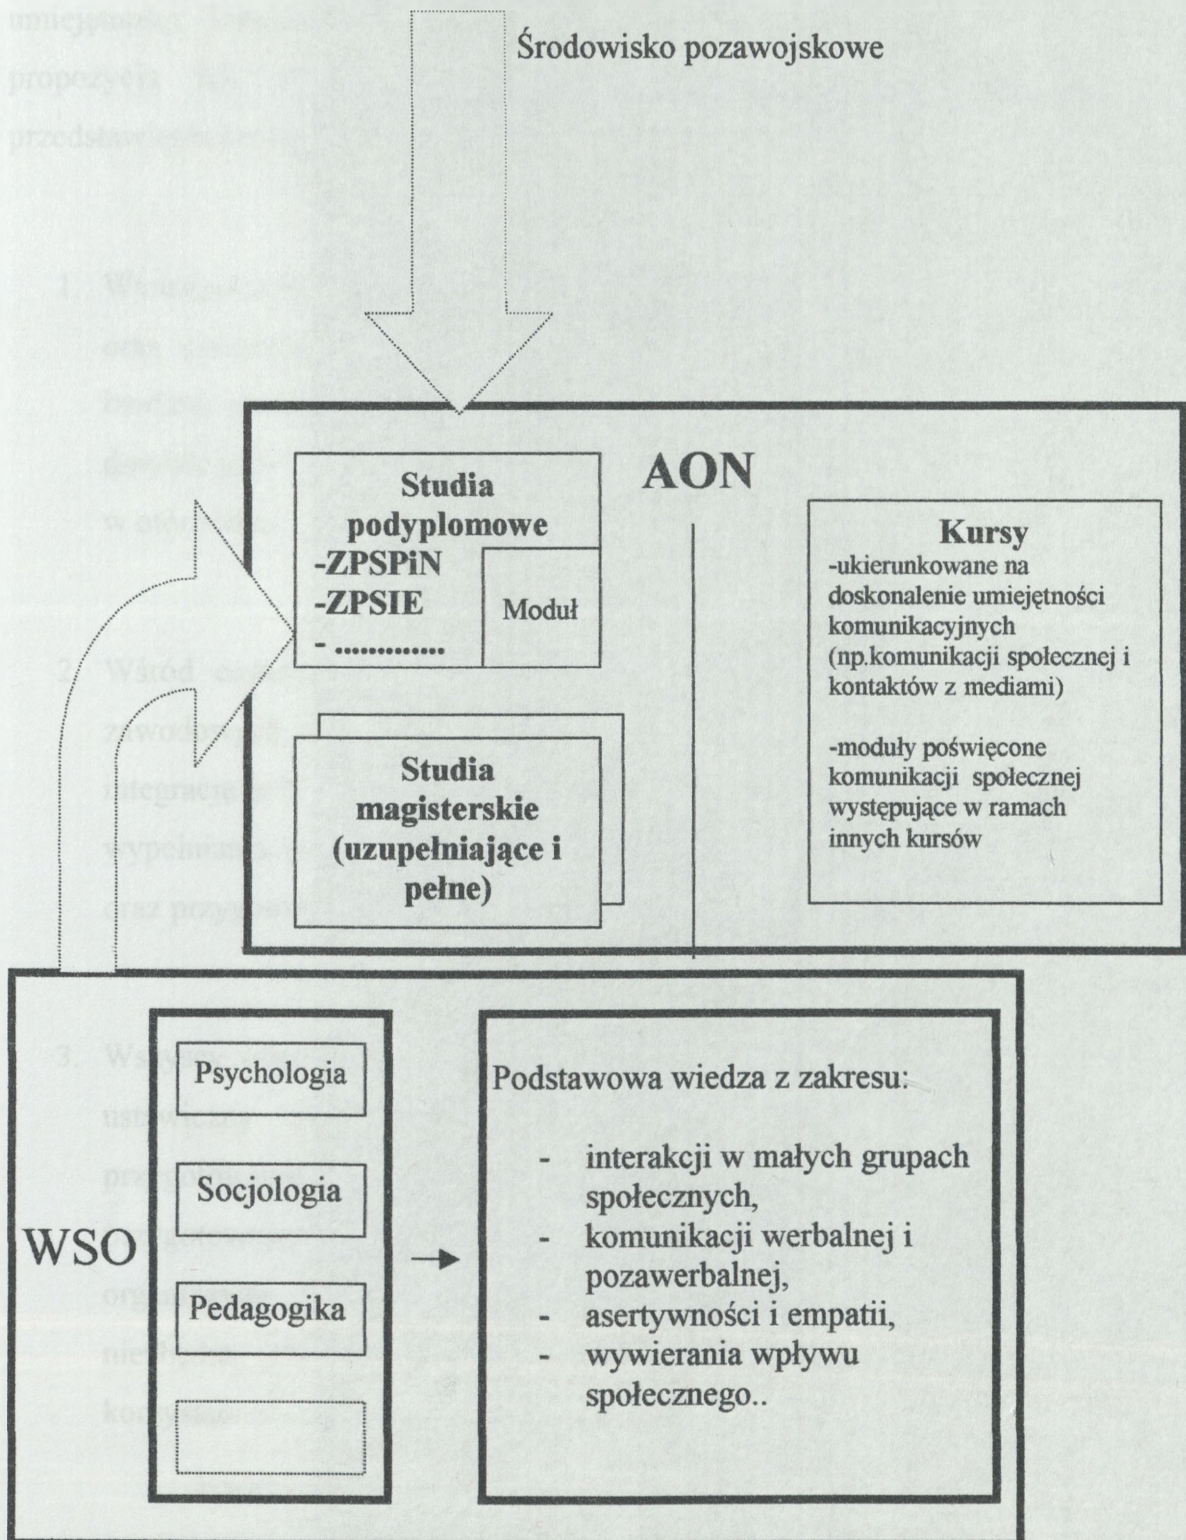 Środowisko pozawojskowe
AON
Studia
podyplomowe
-ZPSPiN
-ZPSIE
- .............
Moduł
Studia
magisterskie
(uzupełniające i
pełne)
Kursy
-ukierunkowane na
doskonalenie umiejętności
komunikacyjnych
(np.komunikacji społecznej i
kontaktów z mediami)
-moduły poświęcone
komunikacji społecznej
występujące w ramach
innych kursów
WSO
Psychologia
Socjologia
Pedagogika
Podstawowa wiedza z zakresu:
- interakcji w małych grupach
społecznych,
- komunikacji werbalnej i
pozawerbalnej,
- asertywności i empatii,
- wywierania wpływu
społecznego..